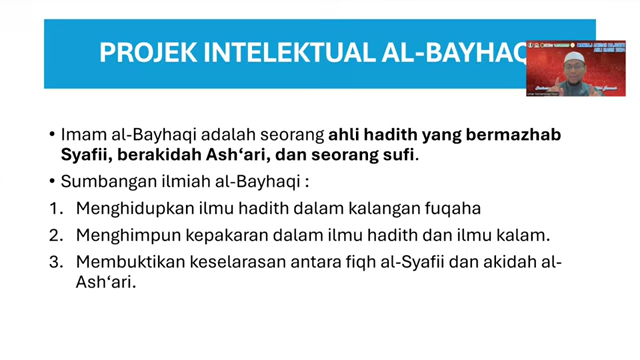 PROJEK INTELEKTUAL AL-BAYHAQ
• Imam al-Bayhaqi adalah seorang ahli hadith yang bermazhab
Syafii, berakidah Ash‘ari, dan seorang sufi.
• Sumbangan ilmiah al-Bayhaqi :
1. Menghidupkan ilmu hadith dalam kalangan fuqaha
2. Menghimpun kepakaran dalam ilmu hadith dan ilmu kalam.
3. Membuktikan keselarasan antara fiqh al-Syafii dan akidah al-
Ash‘ari.